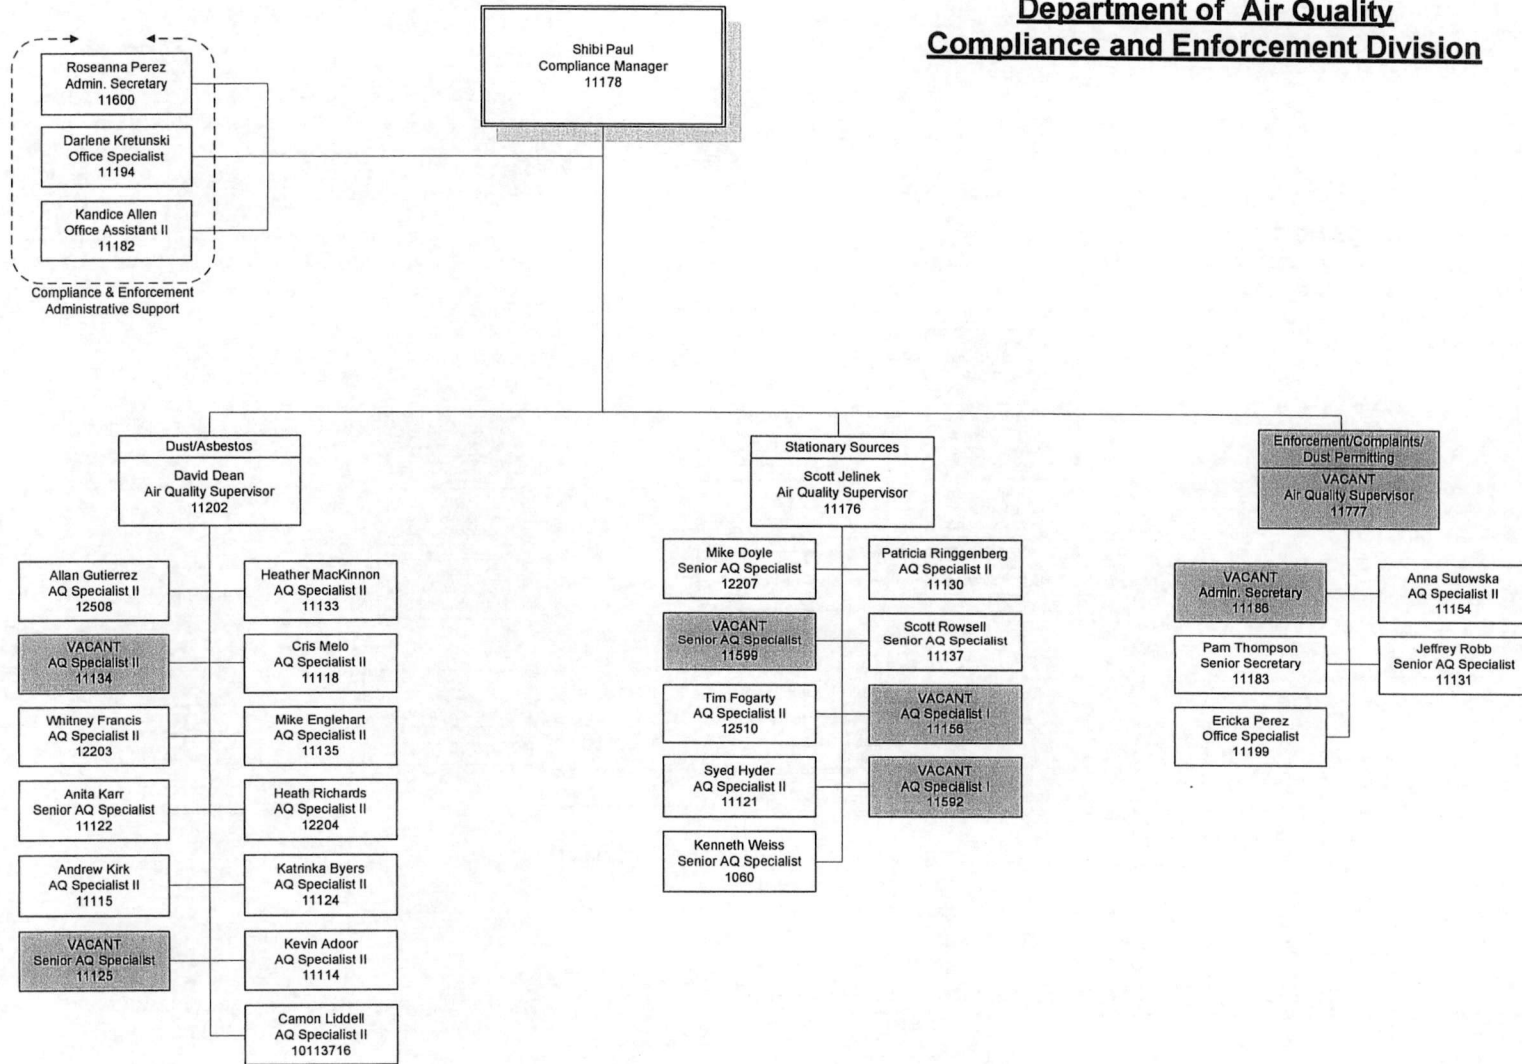 Department of Air Quality
Compliance and Enforcement Division
Shibi Paul
Compliance Manager
11178
Roseanna Perez
Admin. Secretary
11600
Darlene Kretunski
Office Specialist
11194
Kandice Allen
Office Assistant II
11182
Compliance & Enforcement
Administrative Support
Dust/Asbestos
David Dean
Air Quality Supervisor
11202
Allan Gutierrez
AQ Specialist II
12508
Heather MacKinnon
AQ Specialist II
11133
VACANT
AQ Specialist II
11134
Cris Melo
AQ Specialist II
11118
Whitney Francis
AQ Specialist II
12203
Mike Englehart
AQ Specialist II
11135
Anita Karr
Senior AQ Specialist
11122
Heath Richards
AQ Specialist II
12204
Andrew Kirk
AQ Specialist II
11115
Katrinka Byers
AQ Specialist II
11124
VACANT
Senior AQ Specialist
11125
Kevin Adoor
AQ Specialist II
11114
Camon Liddell
AQ Specialist II
10113716
Stationary Sources
Scott Jelinek
Air Quality Supervisor
11176
Mike Doyle
Senior AQ Specialist
12207
Patricia Ringgenberg
AQ Specialist II
11130
VACANT
Senior AQ Specialist
11599
Scott Rowsell
Senior AQ Specialist
11137
Tim Fogarty
AQ Specialist II
12510
VACANT
AQ Specialist I
11156
Syed Hyder
AQ Specialist II
11121
VACANT
AQ Specialist I
11592
Kenneth Weiss
Senior AQ Specialist
1060
Enforcement/Complaints/
Dust Permitting
VACANT
Air Quality Supervisor
11777
VACANT
Admin. Secretary
11186
Anna Sutowska
AQ Specialist II
11154
Pam Thompson
Senior Secretary
11183
Jeffrey Robb
Senior AQ Specialist
11131
Ericka Perez
Office Specialist
11199